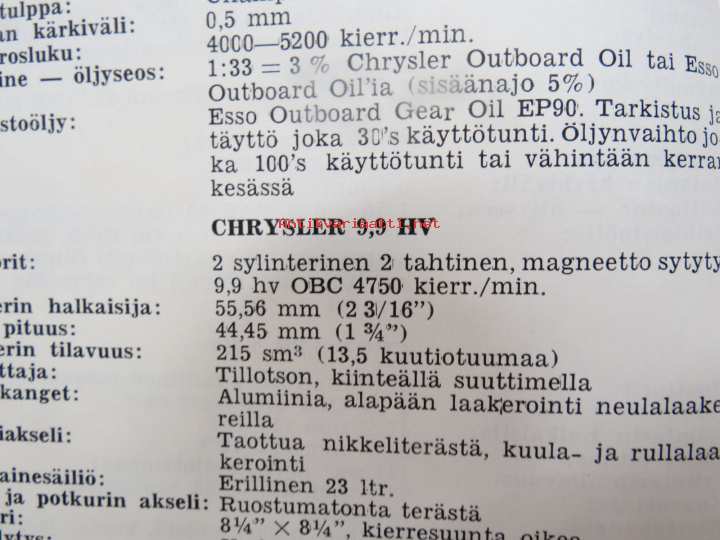 tulppa:
an kärkiväli: 0,5 mm
rosluku: 4000—5200 kierr./min.
ine — öljyseos: 1:33 = 3 % Chrysler Outboard Oil tai Esso
Outboard Oil'ia (sisäänajo 5%)
stoöljy: Esso Outboard Gear Oil EP90. Tarkistus ja
täyttö joka 30's käyttötunti. Öljynvaihto jo-
ka 100's käyttötunti tai vähintään kerran
kesässä
CHRYSLER 9,9 HV
Antikvariaatti.net
orit: 2 sylinterinen 2 tahtinen, magneetto sytyty
9,9 hv OBC 4750 kierr./min.
erin halkaisija: 55,56 mm (2 3/16”)
pituus: 44,45 mm (1 ¾”)
erin tilavuus: 215 sm³ (13,5 kuutiotuumaa)
ttaja: Tillotson, kiinteällä suuttimella
kanget: Alumiinia, alapään laakerointi neulalaake
reilla
iakseli: Taottua nikkeliterästä, kuula- ja rullalaa
kerointi
ainesäiliö: Erillinen 23 ltr.
ja potkurin akseli: Ruostumatonta terästä
ri: 8¼” × 8¼”, kierresuunta oikea